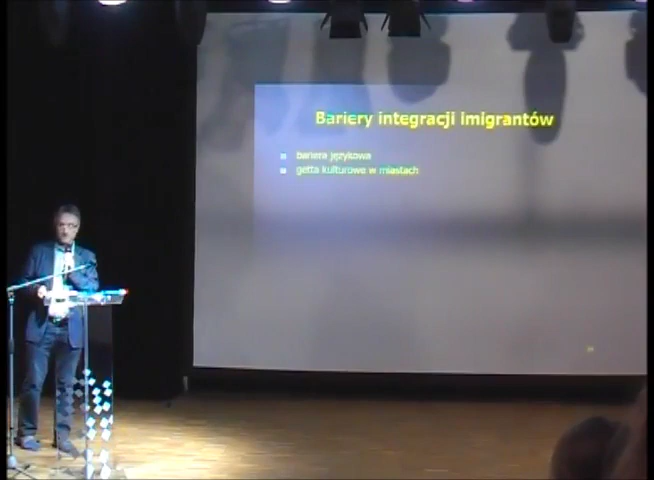 Bariery integracji imigrantów
bariera językowa
getta kulturowe w miastach